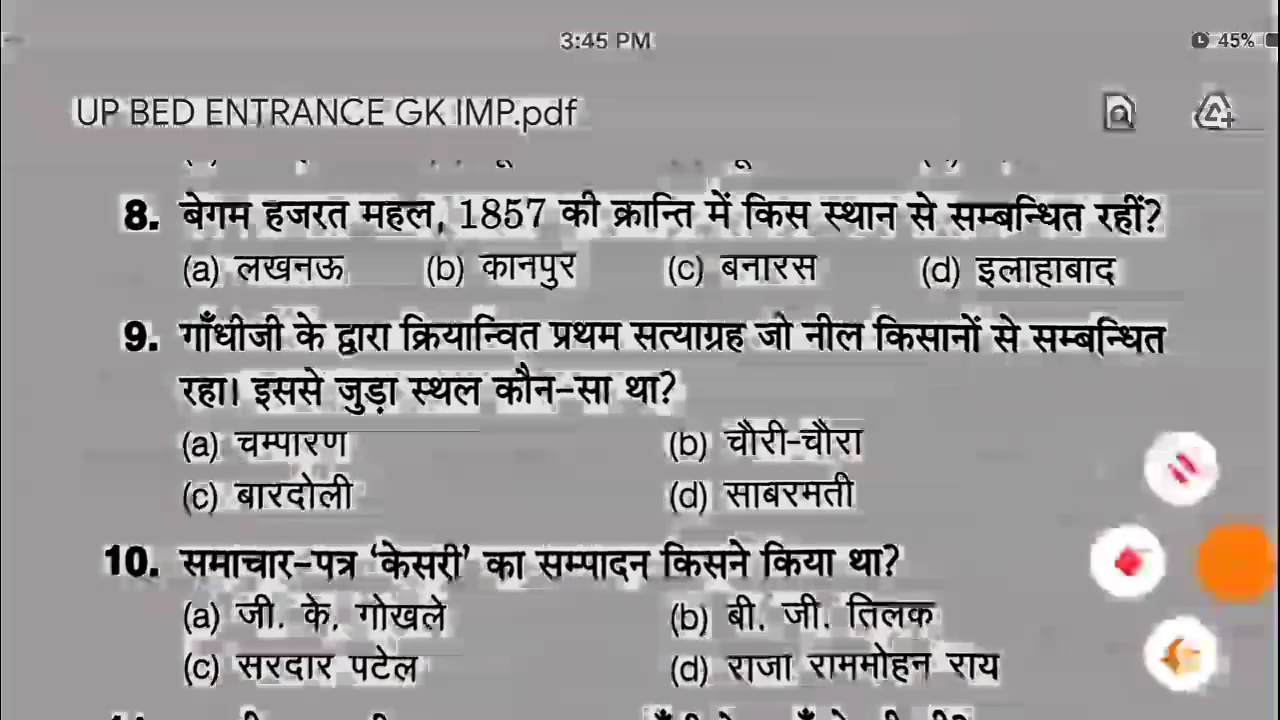 3:45 PM
45%
UP BED ENTRANCE GK IMP.pdf
8. बेगम हजरत महल, 1857 की क्रान्ति में किस स्थान से सम्बन्धित रहीं?
(a) लखनऊ (b) कानपुर (c) बनारस (d) इलाहाबाद
9. गाँधीजी के द्वारा क्रियान्वित प्रथम सत्याग्रह जो नील किसानों से सम्बन्धित
रहा। इससे जुड़ा स्थल कौन-सा था?
(a) चम्पारण (b) चौरी-चौरा
(c) बारदोली (d) साबरमती
10. समाचार-पत्र ‘केसरी’ का सम्पादन किसने किया था?
(a) जी. के. गोखले (b) बी. जी. तिलक
(c) सरदार पटेल (d) राजा राममोहन राय